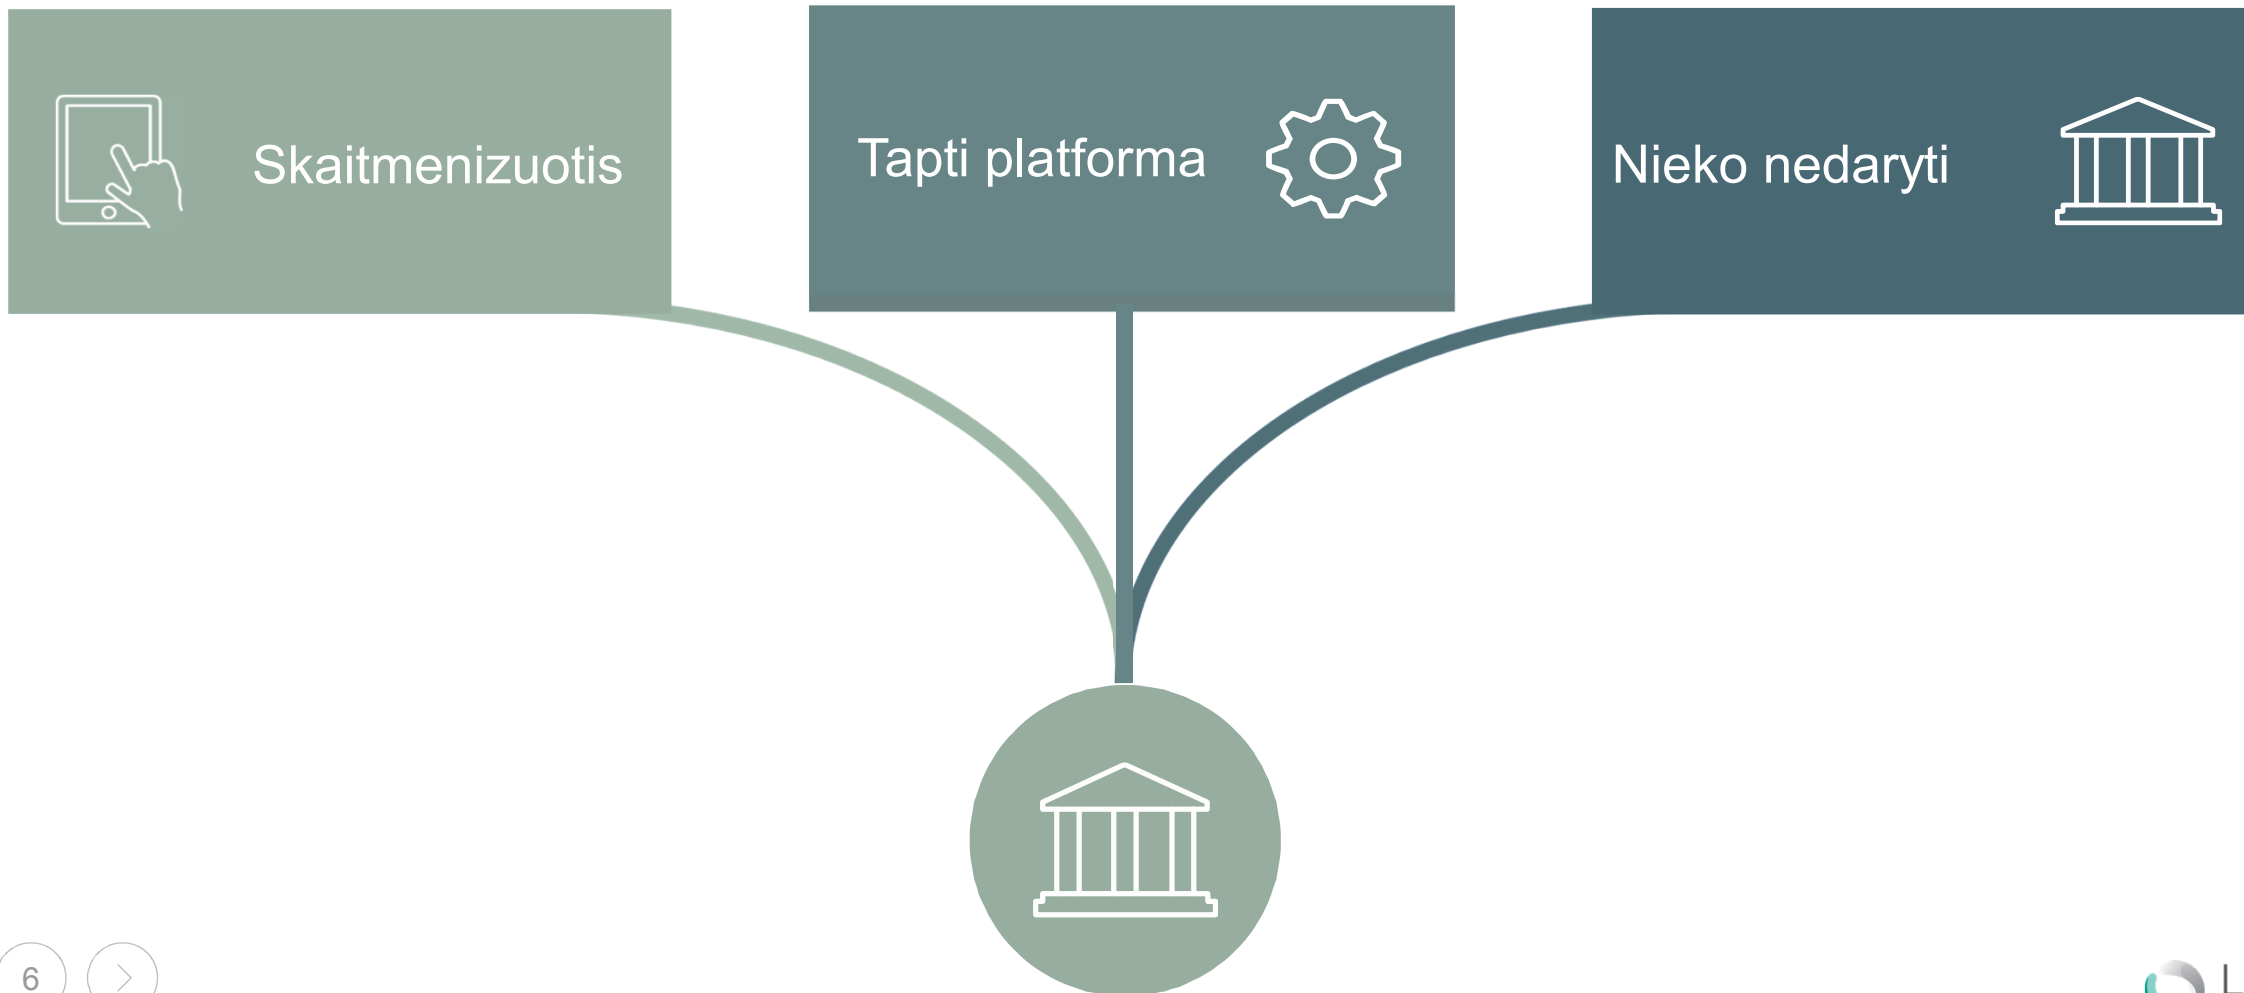 Skaitmenizuotis
Tapti platforma
Nieko nedaryti
6